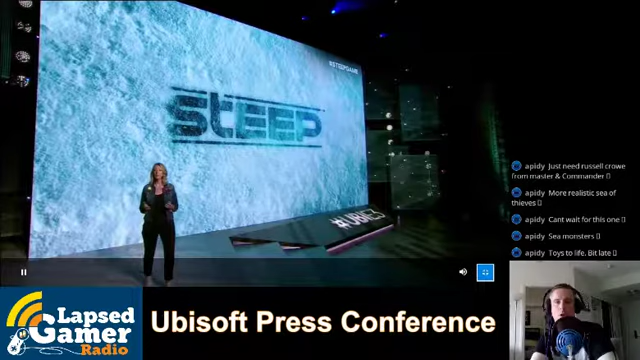 #STEEPGAME
STEEP
#UBIE3
apidy Just need russell crowe
from master & Commander
apidy More realistic sea of
thieves
apidy Cant wait for this one
apidy Sea monsters
apidy Toys to life. Bit late
Lapsed
Gamer
Radio
Ubisoft Press Conference